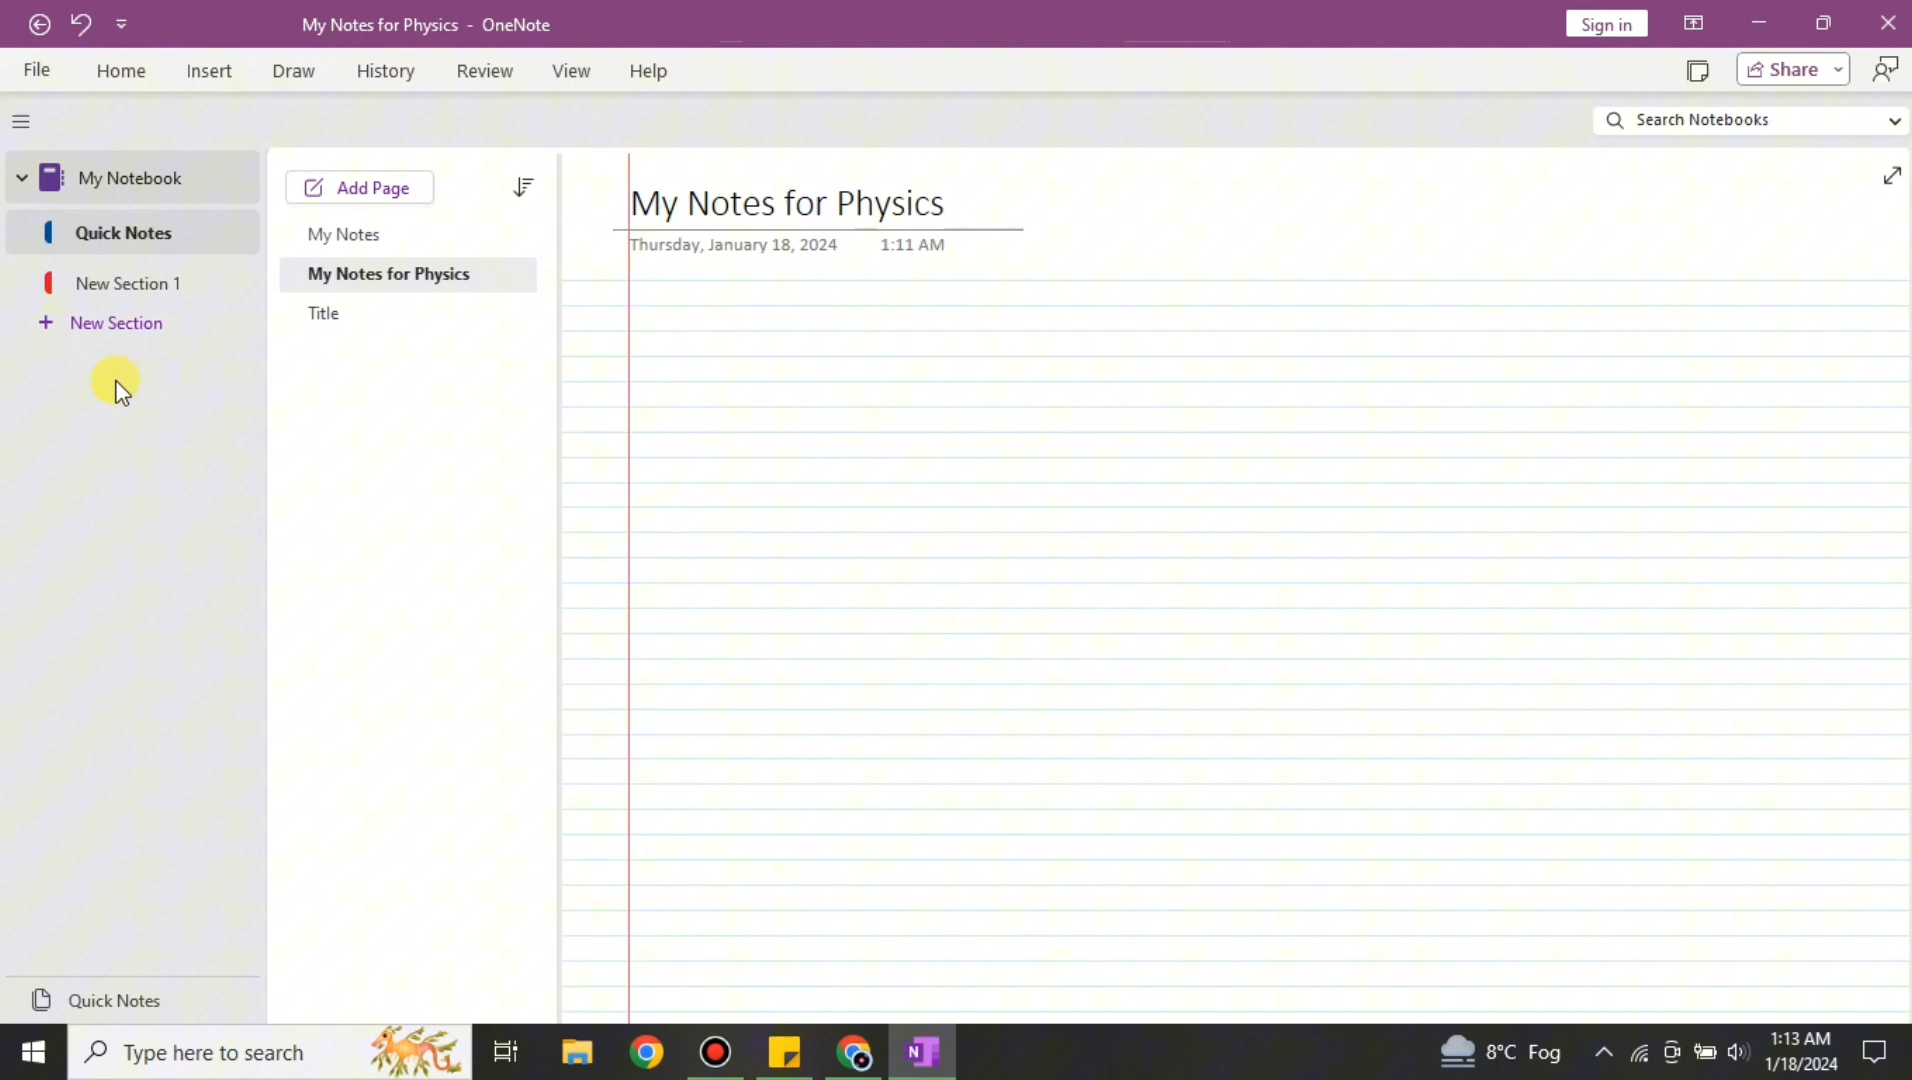 My Notes for Physics - OneNote
Sign in
File Home Insert Draw History Review View Help
Share
Search Notebooks
My Notebook
Quick Notes
New Section 1
+ New Section
Add Page
My Notes
My Notes for Physics
Title
My Notes for Physics
Thursday, January 18, 2024 1:11 AM
Quick Notes
Type here to search
N
8°C Fog
1:13 AM
1/18/2024